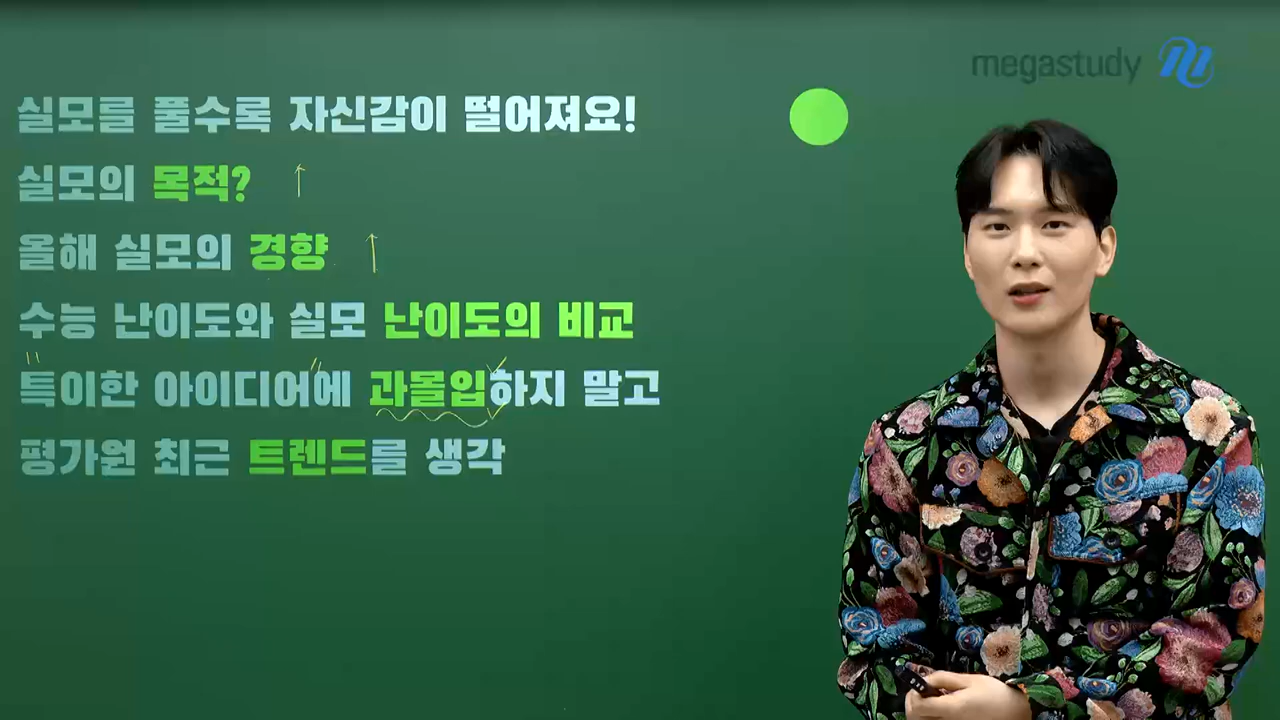 megastudy
실모를 풀수록 자신감이 떨어져요!
실모의 목적?
올해 실모의 경향
수능 난이도와 실모 난이도의 비교
특이한 아이디어에 과몰입하지 말고
평가원 최근 트렌드를 생각